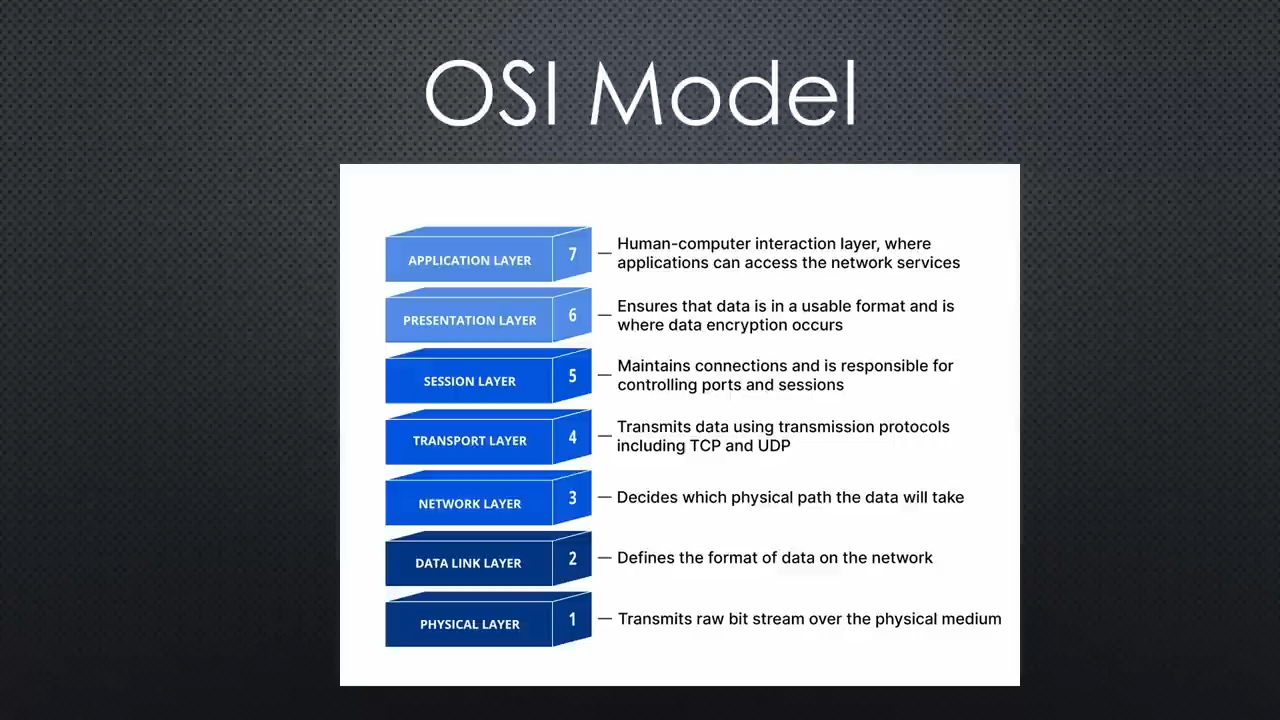 OSI Model
APPLICATION LAYER 7
Human-computer interaction layer, where
applications can access the network services
PRESENTATION LAYER 6
Ensures that data is in a usable format and is
where data encryption occurs
SESSION LAYER 5
Maintains connections and is responsible for
controlling ports and sessions
TRANSPORT LAYER 4
Transmits data using transmission protocols
including TCP and UDP
NETWORK LAYER 3
Decides which physical path the data will take
DATA LINK LAYER 2
Defines the format of data on the network
PHYSICAL LAYER 1
Transmits raw bit stream over the physical medium